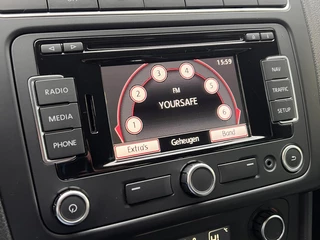 15:59
RADIO
MEDIA
PHONE
NAV
TRAFFIC
SETUP
FM
YOURSAFE
1
2
3
4
5
6
Extra's
Geheugen
Band